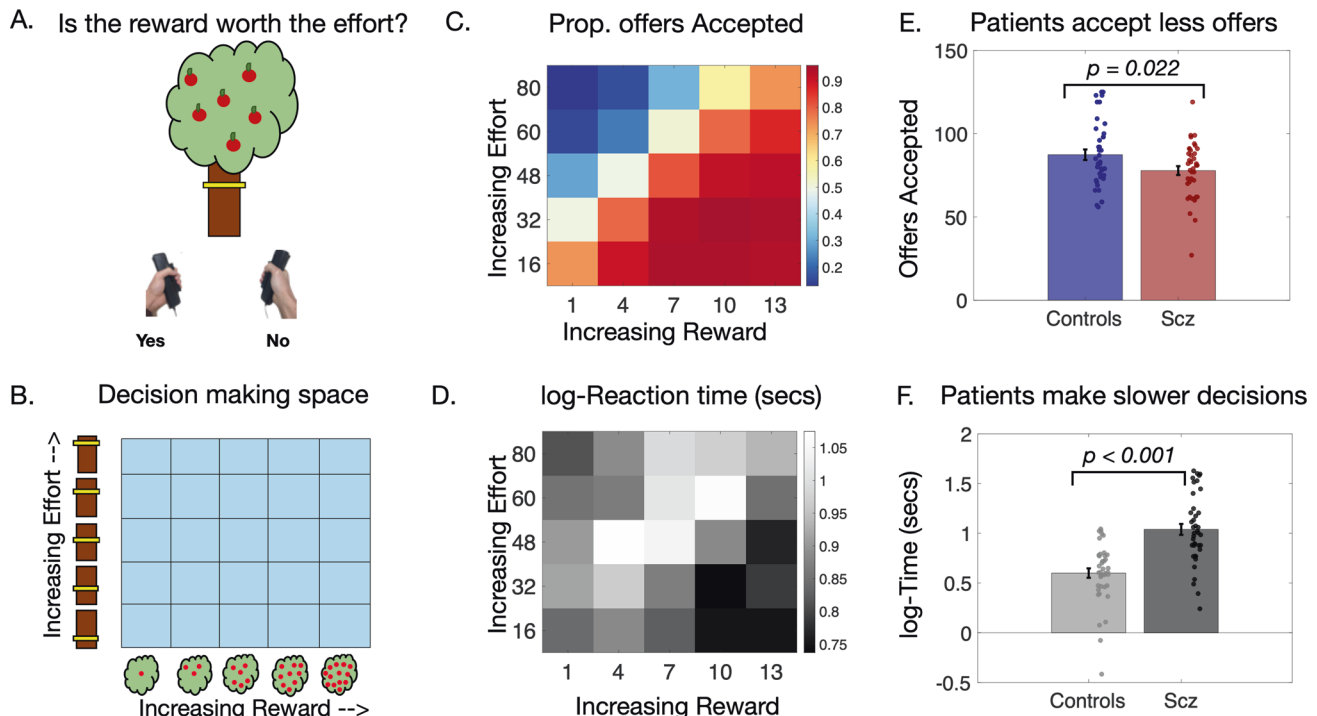 A.
Is the reward worth the effort?
Yes
No
B.
Decision making space
Increasing Effort -->
Increasing Reward -->
C.
Prop. offers Accepted
Increasing Effort
80
60
48
32
16
1 4 7 10 13
Increasing Reward
0.9
0.8
0.7
0.6
0.5
0.4
0.3
0.2
D.
log-Reaction time (secs)
Increasing Effort
80
60
48
32
16
1 4 7 10 13
Increasing Reward
1.05
1
0.95
0.9
0.85
0.8
0.75
E.
Patients accept less offers
p = 0.022
Offers Accepted
150
100
50
0
Controls Scz
F.
Patients make slower decisions
p < 0.001
log-Time (secs)
2
1.5
1
0.5
0
-0.5
Controls Scz